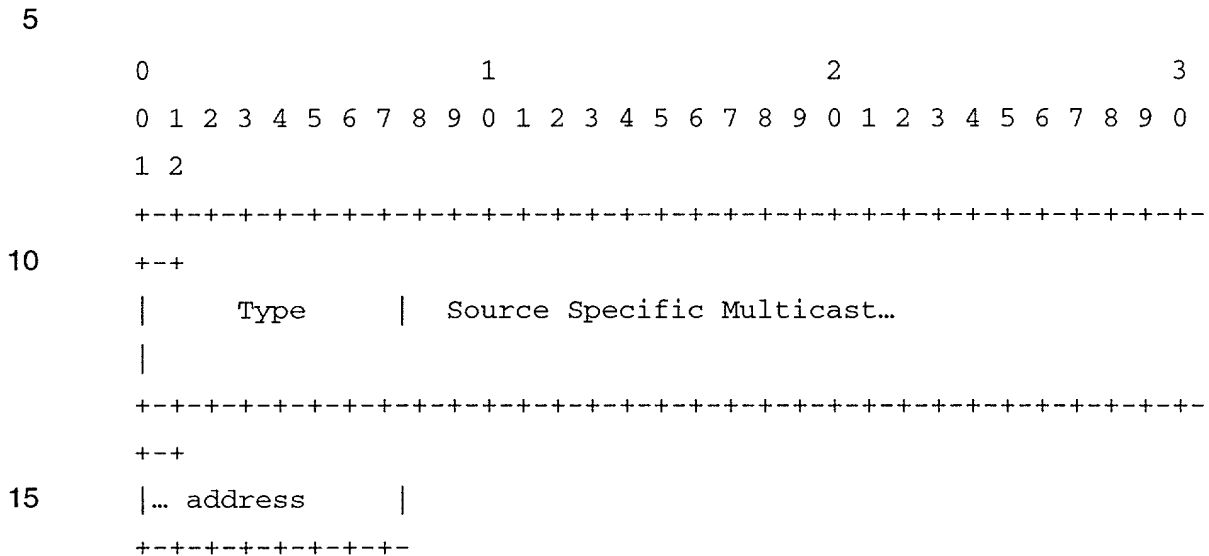 5
0 1 2 3
0 1 2 3 4 5 6 7 8 9 0 1 2 3 4 5 6 7 8 9 0 1 2 3 4 5 6 7 8 9 0
1 2
+-+-+-+-+-+-+-+-+-+-+-+-+-+-+-+-+-+-+-+-+-+-+-+-+-+-+-+-+-+-+-
10 +-+
| Type | Source Specific Multicast…
|
+-+-+-+-+-+-+-+-+-+-+-+-+-+-+-+-+-+-+-+-+-+-+-+-+-+-+-+-+-+-+-
+-+
15 |… address |
+-+-+-+-+-+-+-+-